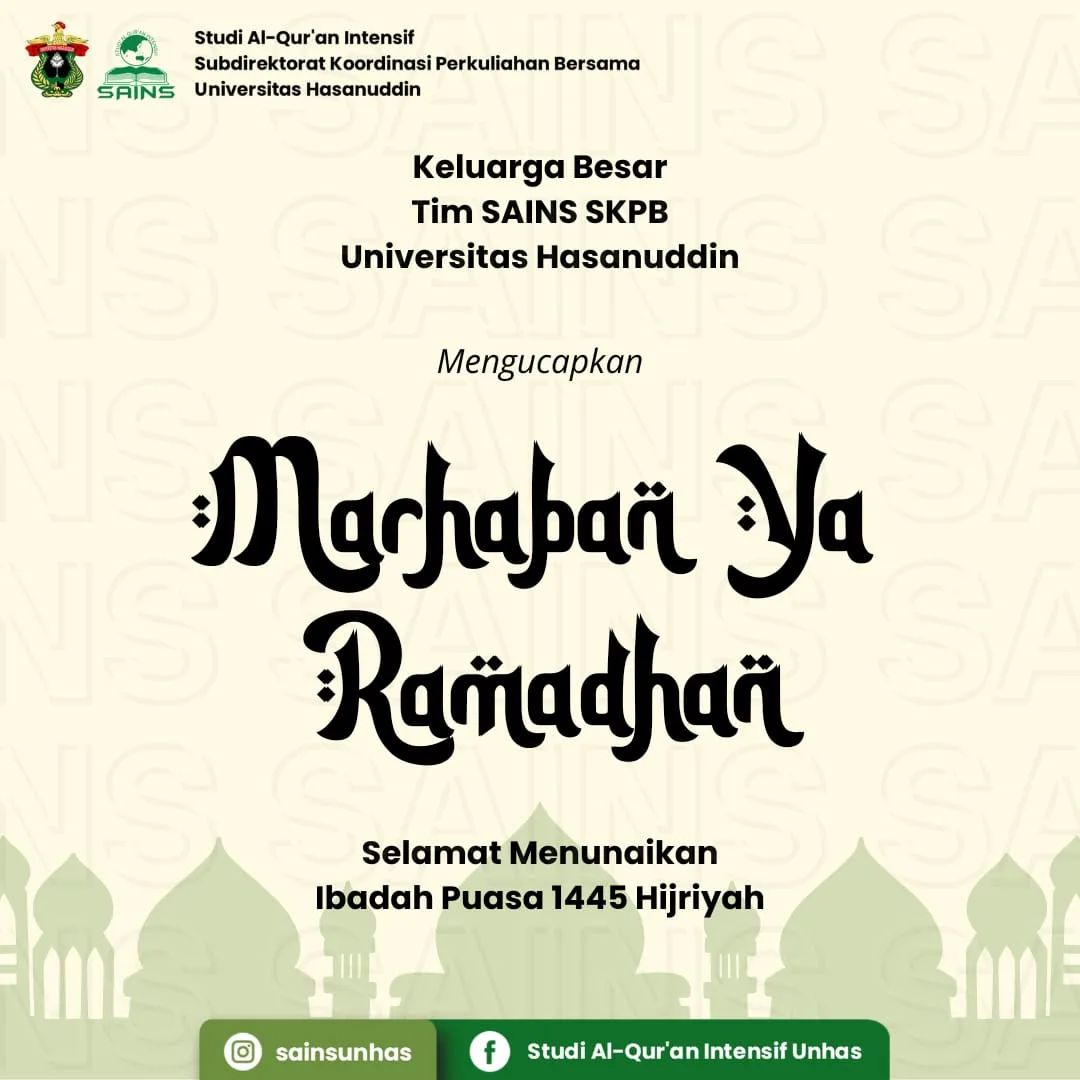 Studi Al-Qur'an Intensif
Subdirektorat Koordinasi Perkuliahan Bersama
Universitas Hasanuddin
SAINS
Keluarga Besar
Tim SAINS SKPB
Universitas Hasanuddin
Mengucapkan
Marhaban Ya
Ramadhan
Selamat Menunaikan
Ibadah Puasa 1445 Hijriyah
sainsunhas
Studi Al-Qur'an Intensif Unhas